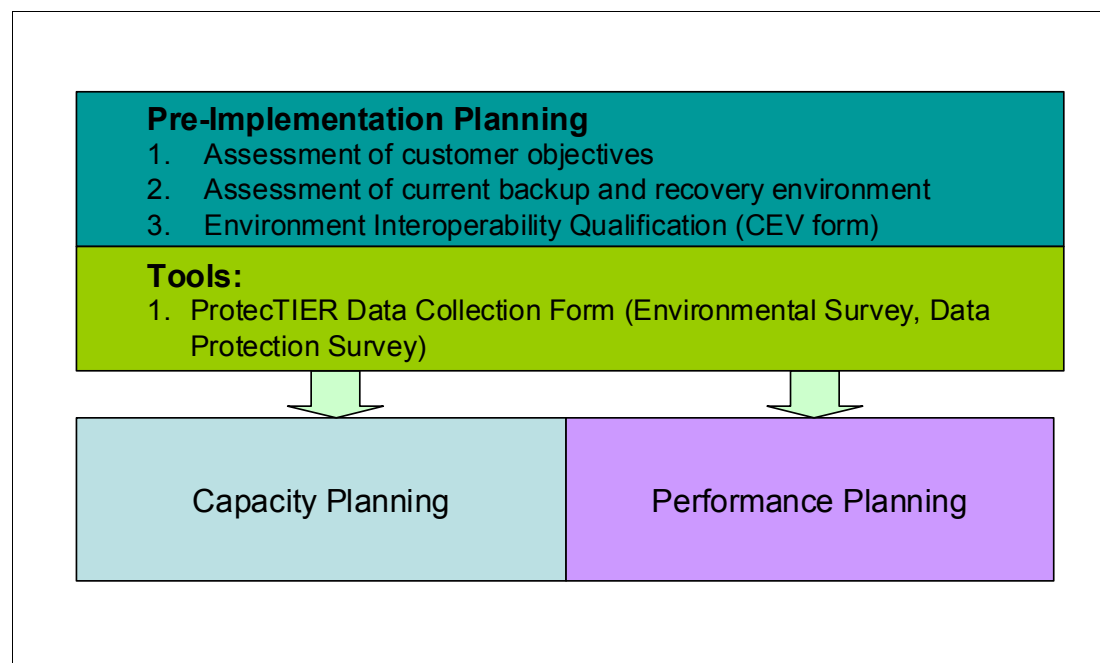 Pre-Implementation Planning
1. Assessment of customer objectives
2. Assessment of current backup and recovery environment
3. Environment Interoperability Qualification (CEV form)
Tools:
1. ProtecTIER Data Collection Form (Environmental Survey, Data
Protection Survey)
Capacity Planning
Performance Planning